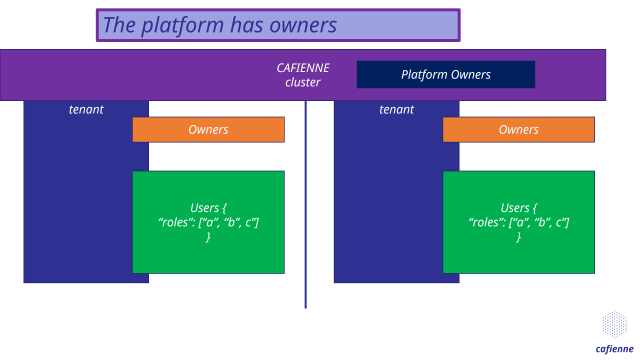 The platform has owners
CAFIENNE
cluster
Platform Owners
tenant
Owners
Users {
“roles”: [“a”, “b”, c”]
}
tenant
Owners
Users {
“roles”: [“a”, “b”, c”]
}
cafienne